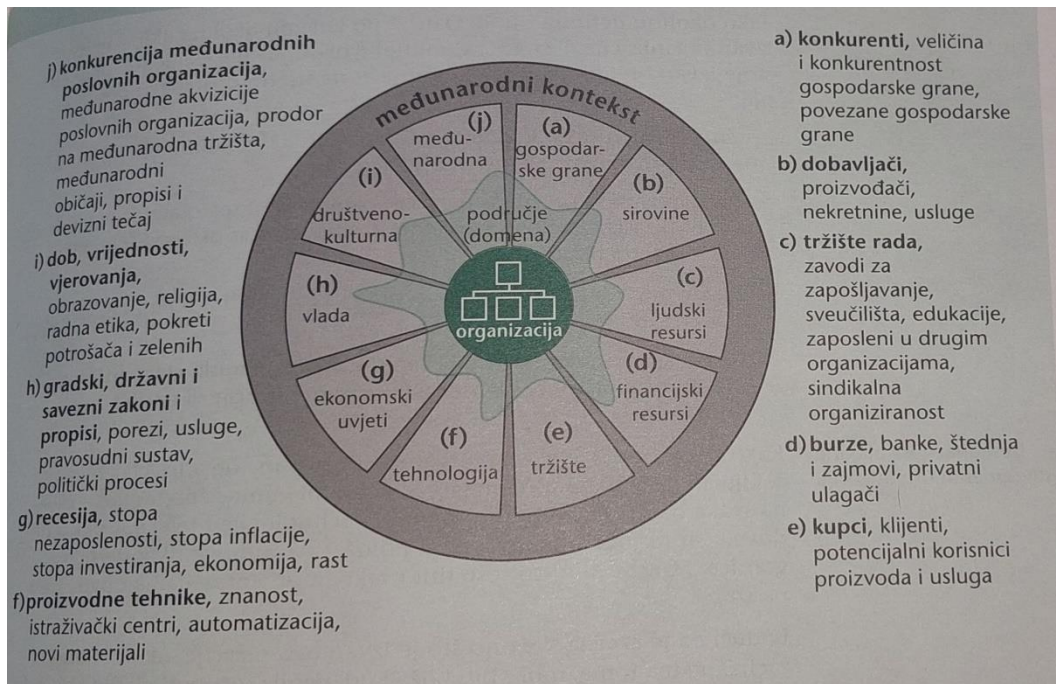 j) konkurencija međunarodnih
poslovnih organizacija,
međunarodne akvizicije
poslovnih organizacija, prodor
na međunarodna tržišta,
međunarodni
običaji, propisi i
devizni tečaj
i) dob, vrijednosti,
vjerovanja,
obrazovanje, religija,
radna etika, pokreti
potrošača i zelenih
h) gradski, državni i
savezni zakoni i
propisi, porezi, usluge,
pravosudni sustav,
politički procesi
g) recesija, stopa
nezaposlenosti, stopa inflacije,
stopa investiranja, ekonomija, rast
f) proizvodne tehnike, znanost,
istraživački centri, automatizacija,
novi materijali
međunarodni kontekst
(j)
među-
narodna
(a)
gospodar-
ske grane
(b)
sirovine
(c)
ljudski
resursi
(d)
financijski
resursi
(e)
tržište
(f)
tehnologija
(g)
ekonomski
uvjeti
(h)
vlada
(i)
društveno-
kulturna
područje
(domena)
organizacija
a) konkurenti, veličina
i konkurentnost
gospodarske grane,
povezane gospodarske
grane
b) dobavljači,
proizvođači,
nekretnine, usluge
c) tržište rada,
zavodi za
zapošljavanje,
sveučilišta, edukacije,
zaposleni u drugim
organizacijama,
sindikalna
organiziranost
d) burze, banke, štednja
i zajmovi, privatni
ulagači
e) kupci, klijenti,
potencijalni korisnici
proizvoda i usluga